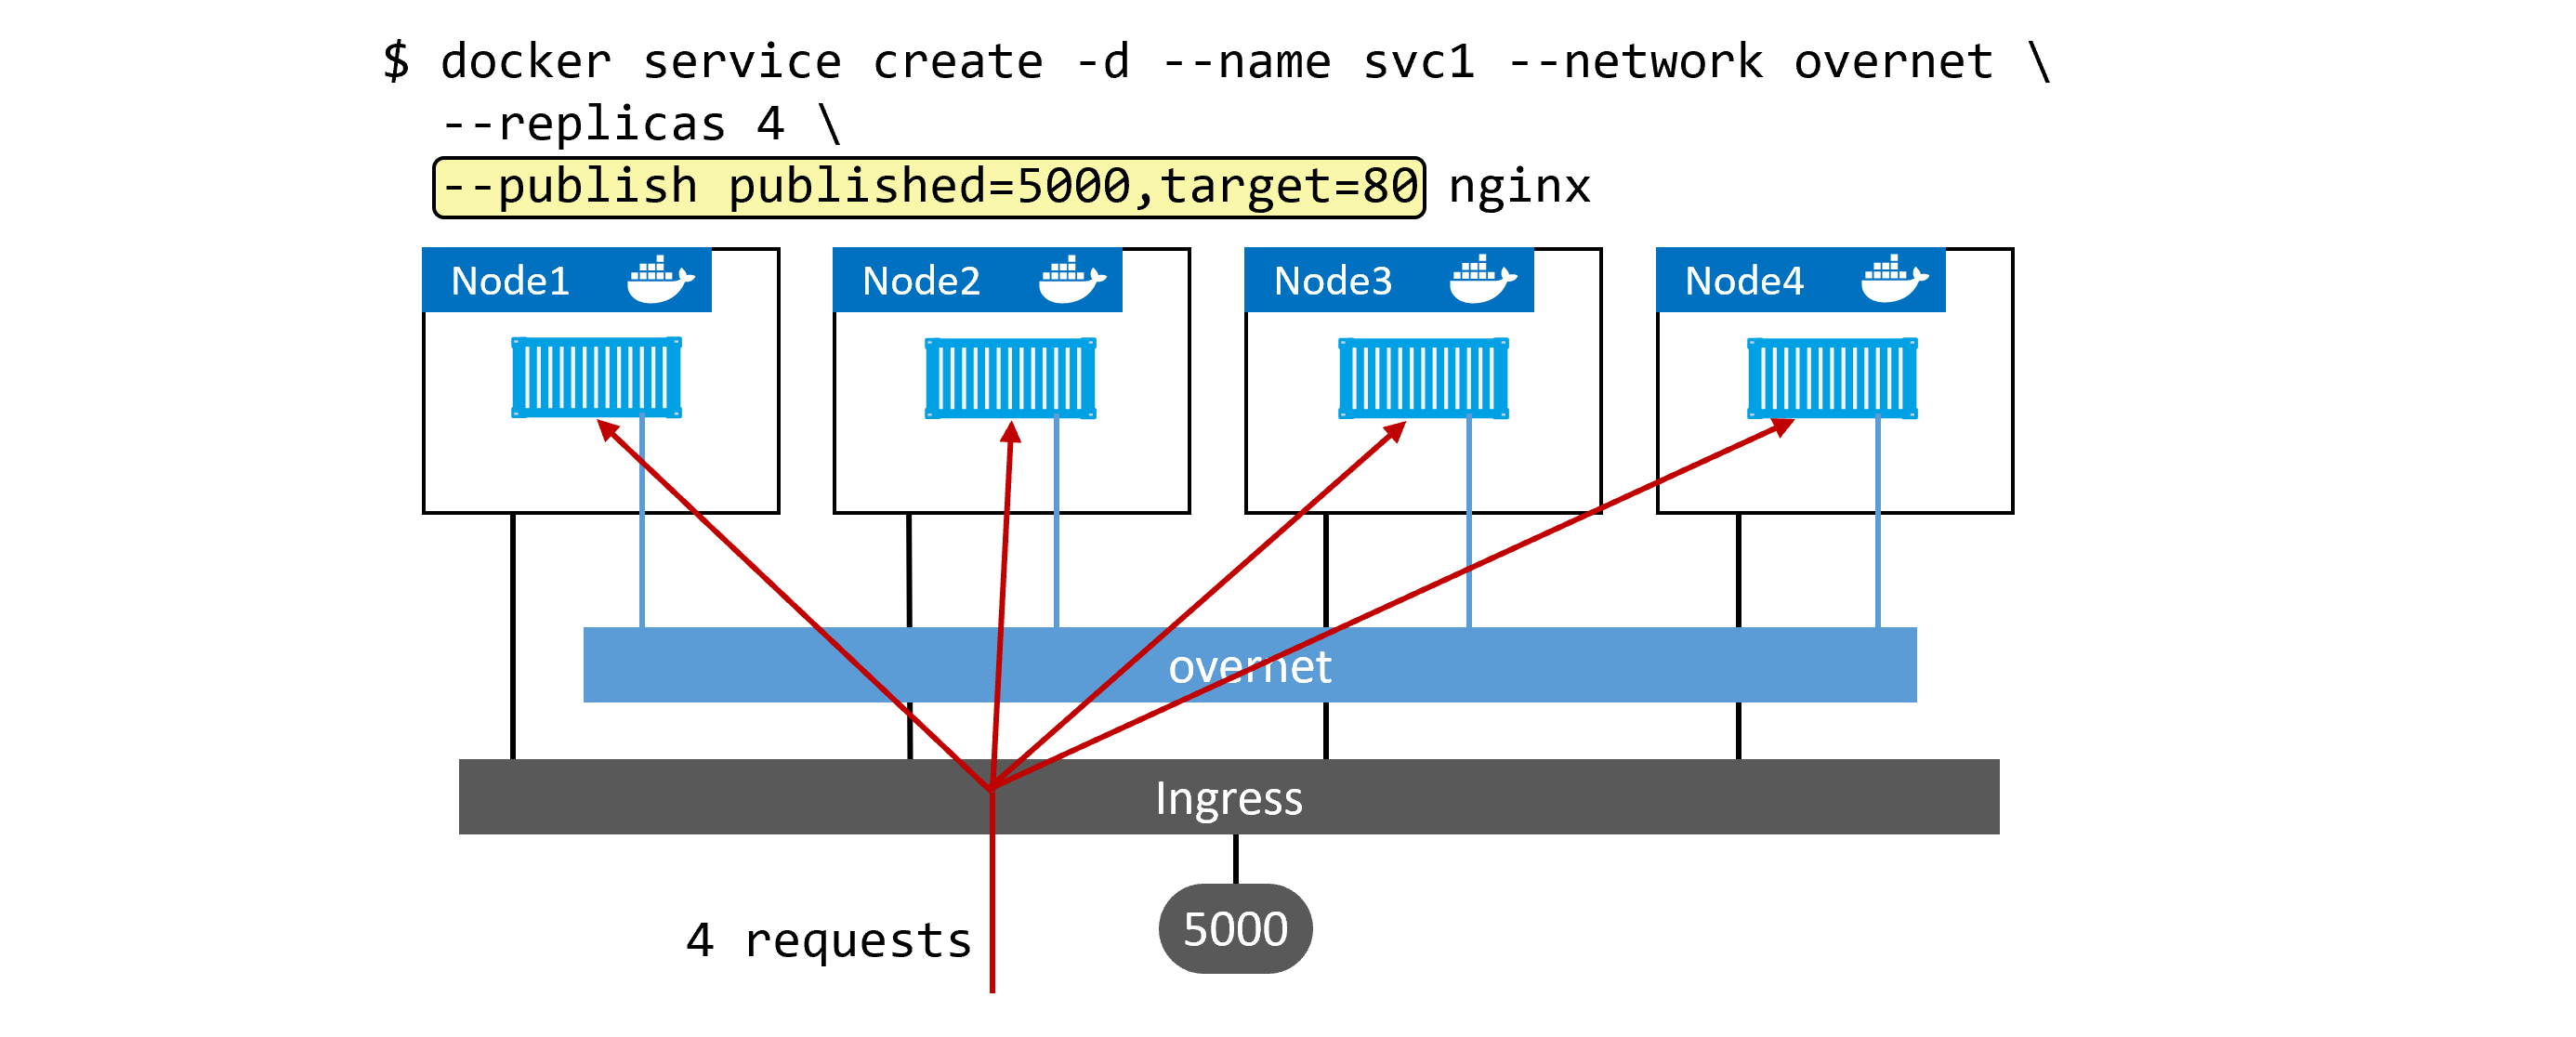 $ docker service create -d --name svc1 --network overnet \
--replicas 4 \
--publish published=5000,target=80 nginx
Node1
Node2
Node3
Node4
overnet
Ingress
4 requests
5000